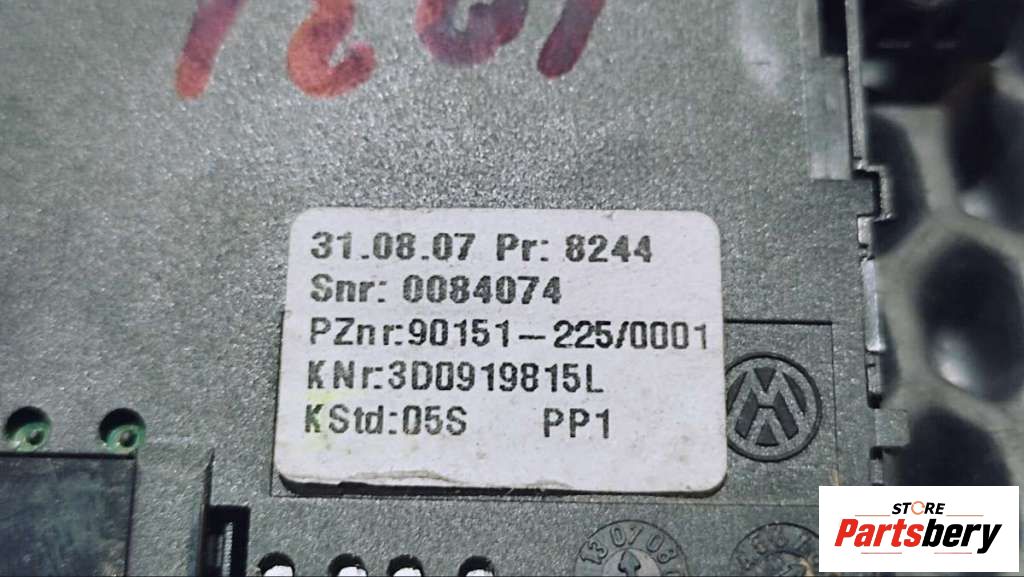 31.08.07 Pr: 8244
Snr: 0084074
PZnr:90151-225/0001
KNr:3D0919815L
KStd:05S PP1
STORE
Partsbery